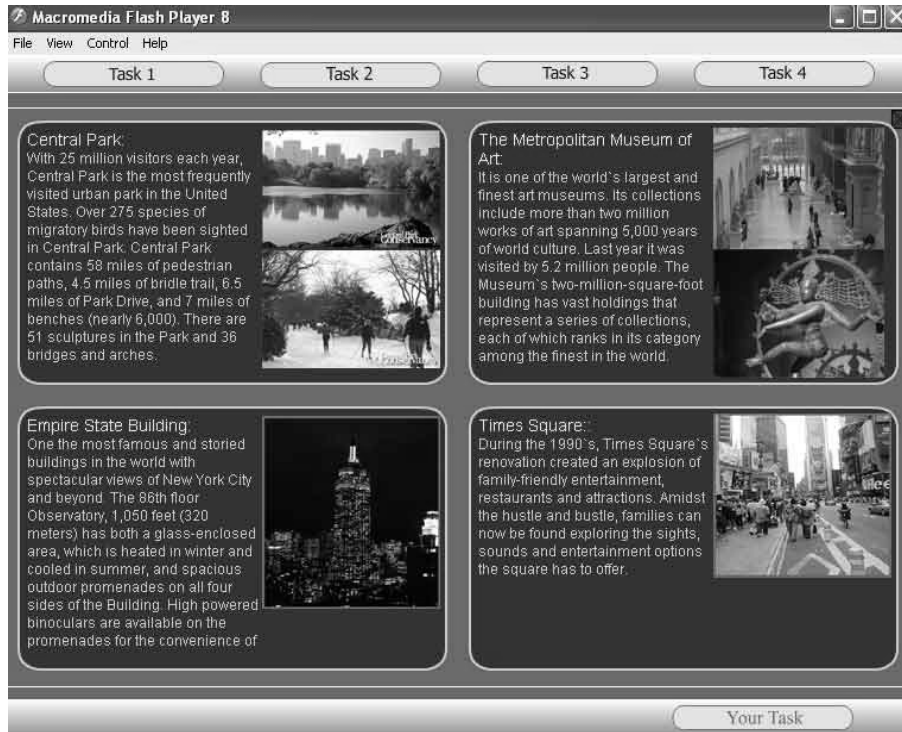 Macromedia Flash Player 8
File View Control Help
Task 1 Task 2 Task 3 Task 4
Central Park:
With 25 million visitors each year,
Central Park is the most frequently
visited urban park in the United
States. Over 275 species of
migratory birds have been sighted
in Central Park. Central Park
contains 58 miles of pedestrian
paths, 4.5 miles of bridle trail, 6.5
miles of Park Drive, and 7 miles of
benches (nearly 6,000). There are
51 sculptures in the Park and 36
bridges and arches.
Conservancy
Conservancy
The Metropolitan Museum of
Art:
It is one of the world`s largest and
finest art museums. Its collections
include more than two million
works of art spanning 5,000 years
of world culture. Last year it was
visited by 5.2 million people. The
Museum`s two-million-square-foot
building has vast holdings that
represent a series of collections,
each of which ranks in its category
among the finest in the world.
Empire State Building:
One the most famous and storied
buildings in the world with
spectacular views of New York City
and beyond. The 86th floor
Observatory, 1,050 feet (320
meters) has both a glass-enclosed
area, which is heated in winter and
cooled in summer, and spacious
outdoor promenades on all four
sides of the Building. High powered
binoculars are available on the
promenades for the convenience of
Times Square::
During the 1990`s, Times Square`s
renovation created an explosion of
family-friendly entertainment,
restaurants and attractions. Amidst
the hustle and bustle, families can
now be found exploring the sights,
sounds and entertainment options
the square has to offer.
Your Task